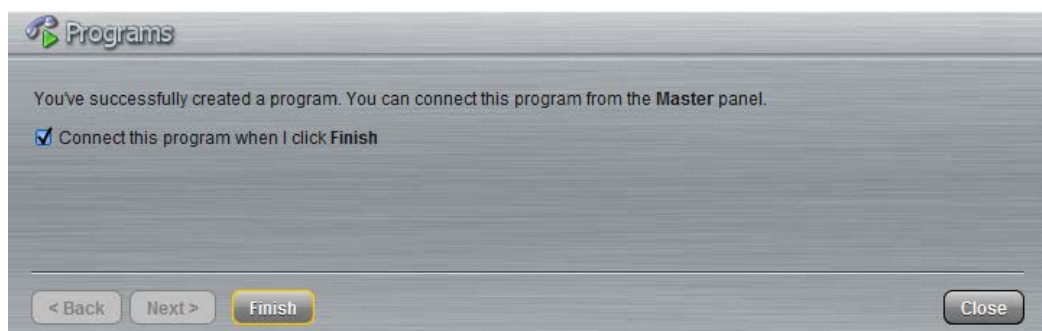 Programs
You've successfully created a program. You can connect this program from the Master panel.
Connect this program when I click Finish
< Back Next > Finish Close